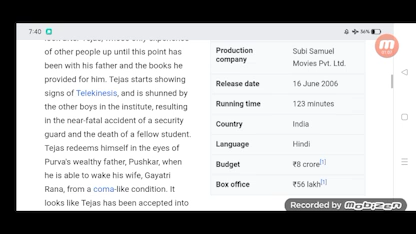 7:40
56%
of other people up until this point has
been with his father and the books he
provided for him. Tejas starts showing
signs of Telekinesis, and is shunned by
the other boys in the institute, resulting
in the near-fatal accident of a security
guard and the death of a fellow student.
Tejas redeems himself in the eyes of
Purva's wealthy father, Pushkar, when
he is able to wake his wife, Gayatri
Rana, from a coma-like condition. It
looks like Tejas has been accepted into
Production company Subi Samuel Movies Pvt. Ltd.
Release date 16 June 2006
Running time 123 minutes
Country India
Language Hindi
Budget ₹8 crore[1]
Box office ₹56 lakh[1]
Recorded by mobizen